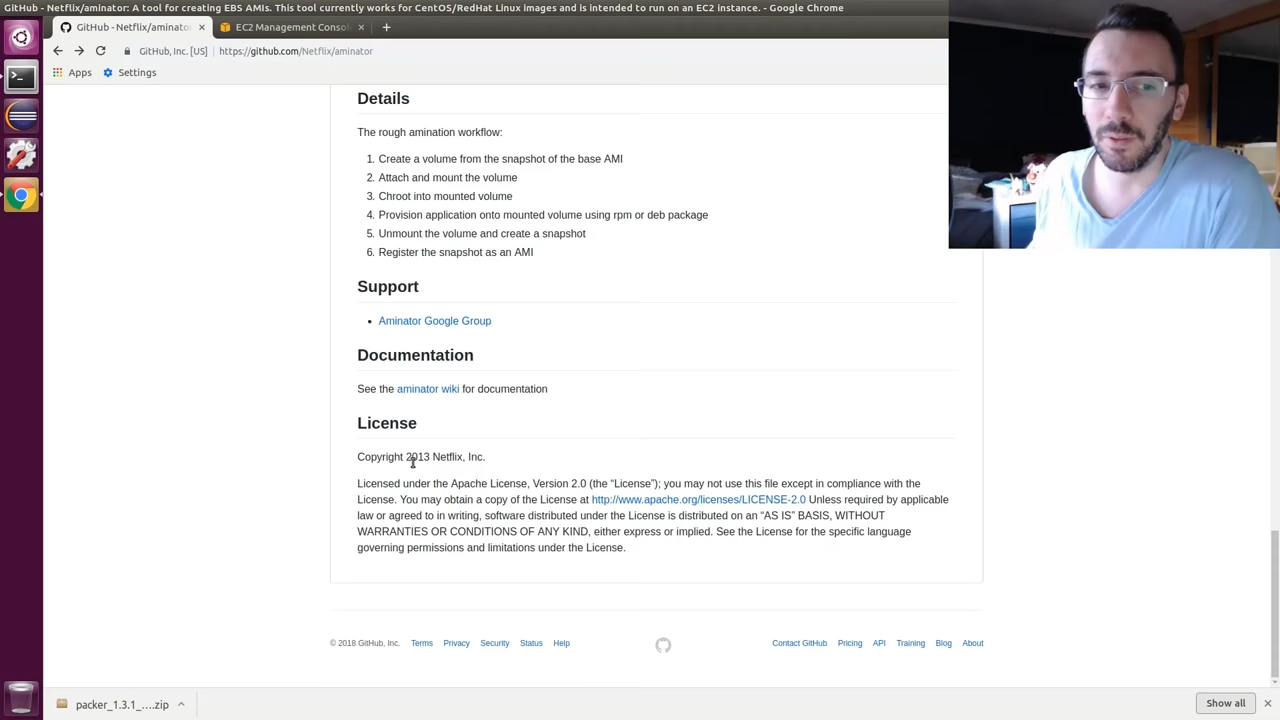 GitHub - Netflix/aminator: A tool for creating EBS AMIs. This tool currently works for CentOS/RedHat Linux images and is intended to run on an EC2 instance. - Google Chrome
GitHub - Netflix/aminato
EC2 Management Consol
GitHub, Inc. [US]
https://github.com/Netflix/aminator
Apps
Settings
Details
The rough amination workflow:
1. Create a volume from the snapshot of the base AMI
2. Attach and mount the volume
3. Chroot into mounted volume
4. Provision application onto mounted volume using rpm or deb package
5. Unmount the volume and create a snapshot
6. Register the snapshot as an AMI
Support
• Aminator Google Group
Documentation
See the aminator wiki for documentation
License
Copyright 2013 Netflix, Inc.
Licensed under the Apache License, Version 2.0 (the “License”); you may not use this file except in compliance with the
License. You may obtain a copy of the License at http://www.apache.org/licenses/LICENSE-2.0 Unless required by applicable
law or agreed to in writing, software distributed under the License is distributed on an “AS IS” BASIS, WITHOUT
WARRANTIES OR CONDITIONS OF ANY KIND, either express or implied. See the License for the specific language
governing permissions and limitations under the License.
© 2018 GitHub, Inc. Terms Privacy Security Status Help
Contact GitHub Pricing API Training Blog About
packer_1.3.1_....zip
Show all